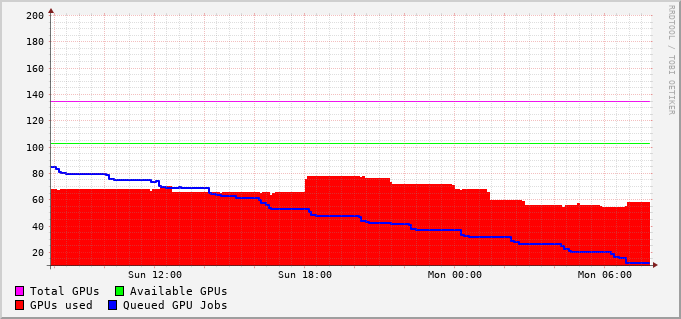 200
180
160
140
120
100
80
60
40
20
Sun 12:00 Sun 18:00 Mon 00:00 Mon 06:00
Total GPUs Available GPUs
GPUs used Queued GPU Jobs
RRDTOOL / TOBI OETIKER